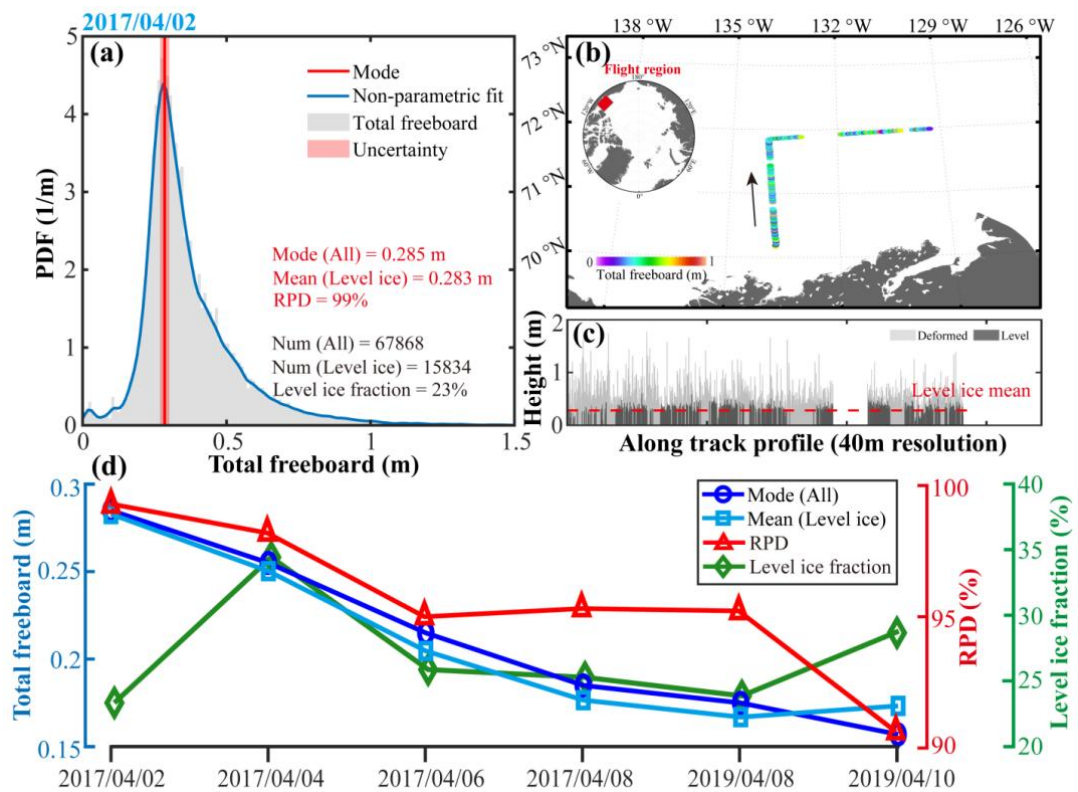 2017/04/02
(a)
Mode
Non-parametric fit
Total freeboard
Uncertainty
Mode (All) = 0.285 m
Mean (Level ice) = 0.283 m
RPD = 99%
Num (All) = 67868
Num (Level ice) = 15834
Level ice fraction = 23%
PDF (1/m)
5
4
3
2
1
0
0
0.5
1
1.5
Total freeboard (m)
138 °W
135 °W
132 °W
129 °W
126 °W
73 °N
72 °N
71 °N
70 °N
(b)
Flight region
180°
0°
0
1
Total freeboard (m)
(c)
Deformed
Level
Level ice mean
Height (m)
2
1
0
Along track profile (40m resolution)
(d)
Mode (All)
Mean (Level ice)
RPD
Level ice fraction
Total freeboard (m)
0.3
0.25
0.2
0.15
100
95
90
RPD (%)
40
35
30
25
20
Level ice fraction (%)
2017/04/02
2017/04/04
2017/04/06
2017/04/08
2019/04/08
2019/04/10